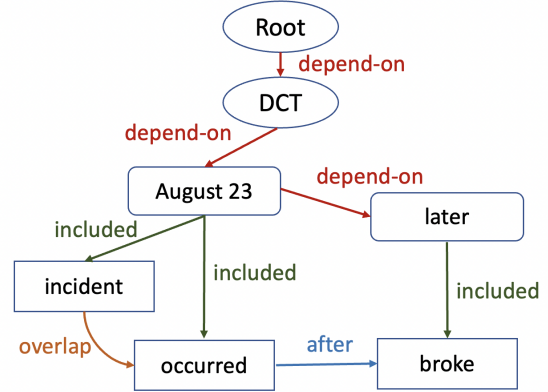 Root
depend-on
DCT
depend-on
August 23
depend-on
later
included
included
included
incident
overlap
occurred
after
broke